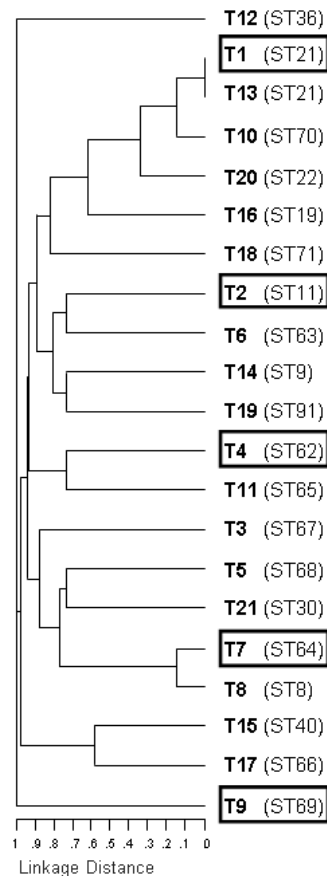 T12 (ST36)
T1 (ST21)
T13 (ST21)
T10 (ST70)
T20 (ST22)
T16 (ST19)
T18 (ST71)
T2 (ST11)
T6 (ST63)
T14 (ST9)
T19 (ST91)
T4 (ST62)
T11 (ST65)
T3 (ST67)
T5 (ST68)
T21 (ST30)
T7 (ST64)
T8 (ST8)
T15 (ST40)
T17 (ST66)
T9 (ST69)
1 .9 .8 .7 .6 .5 .4 .3 .2 .1 0
Linkage Distance